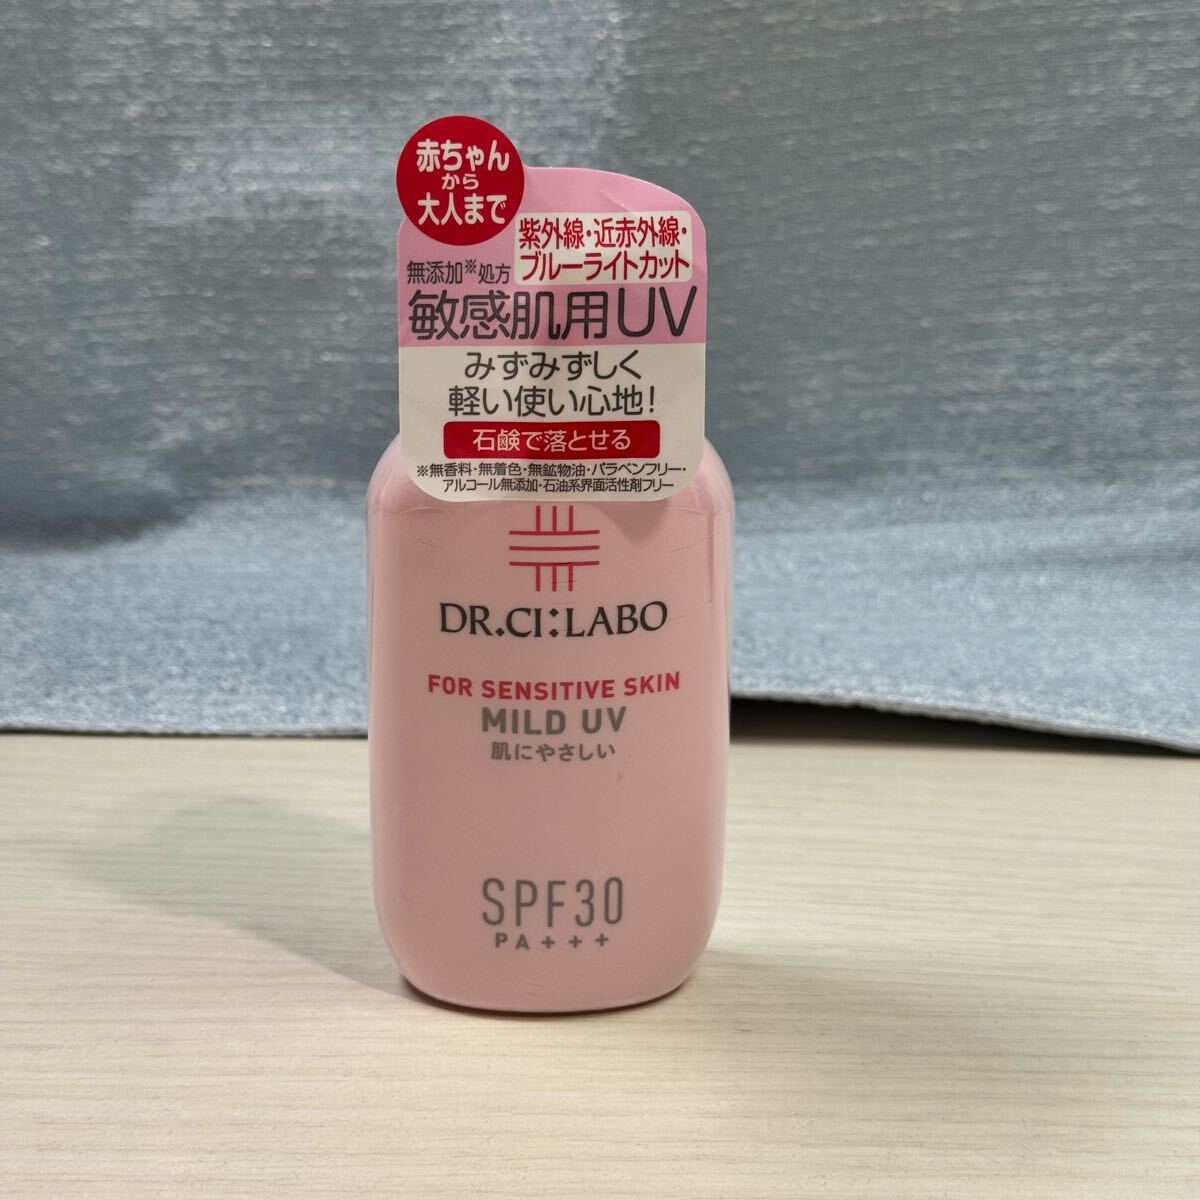 赤ちゃん
から
大人まで
紫外線・近赤外線・
ブルーライトカット
無添加※処方
敏感肌用UV
みずみずしく
軽い使い心地!
石鹸で落とせる
※無香料・無着色・無鉱物油・パラベンフリー・
アルコール無添加・石油系界面活性剤フリー
DR.CI:LABO
FOR SENSITIVE SKIN
MILD UV
肌にやさしい
SPF30
PA+++